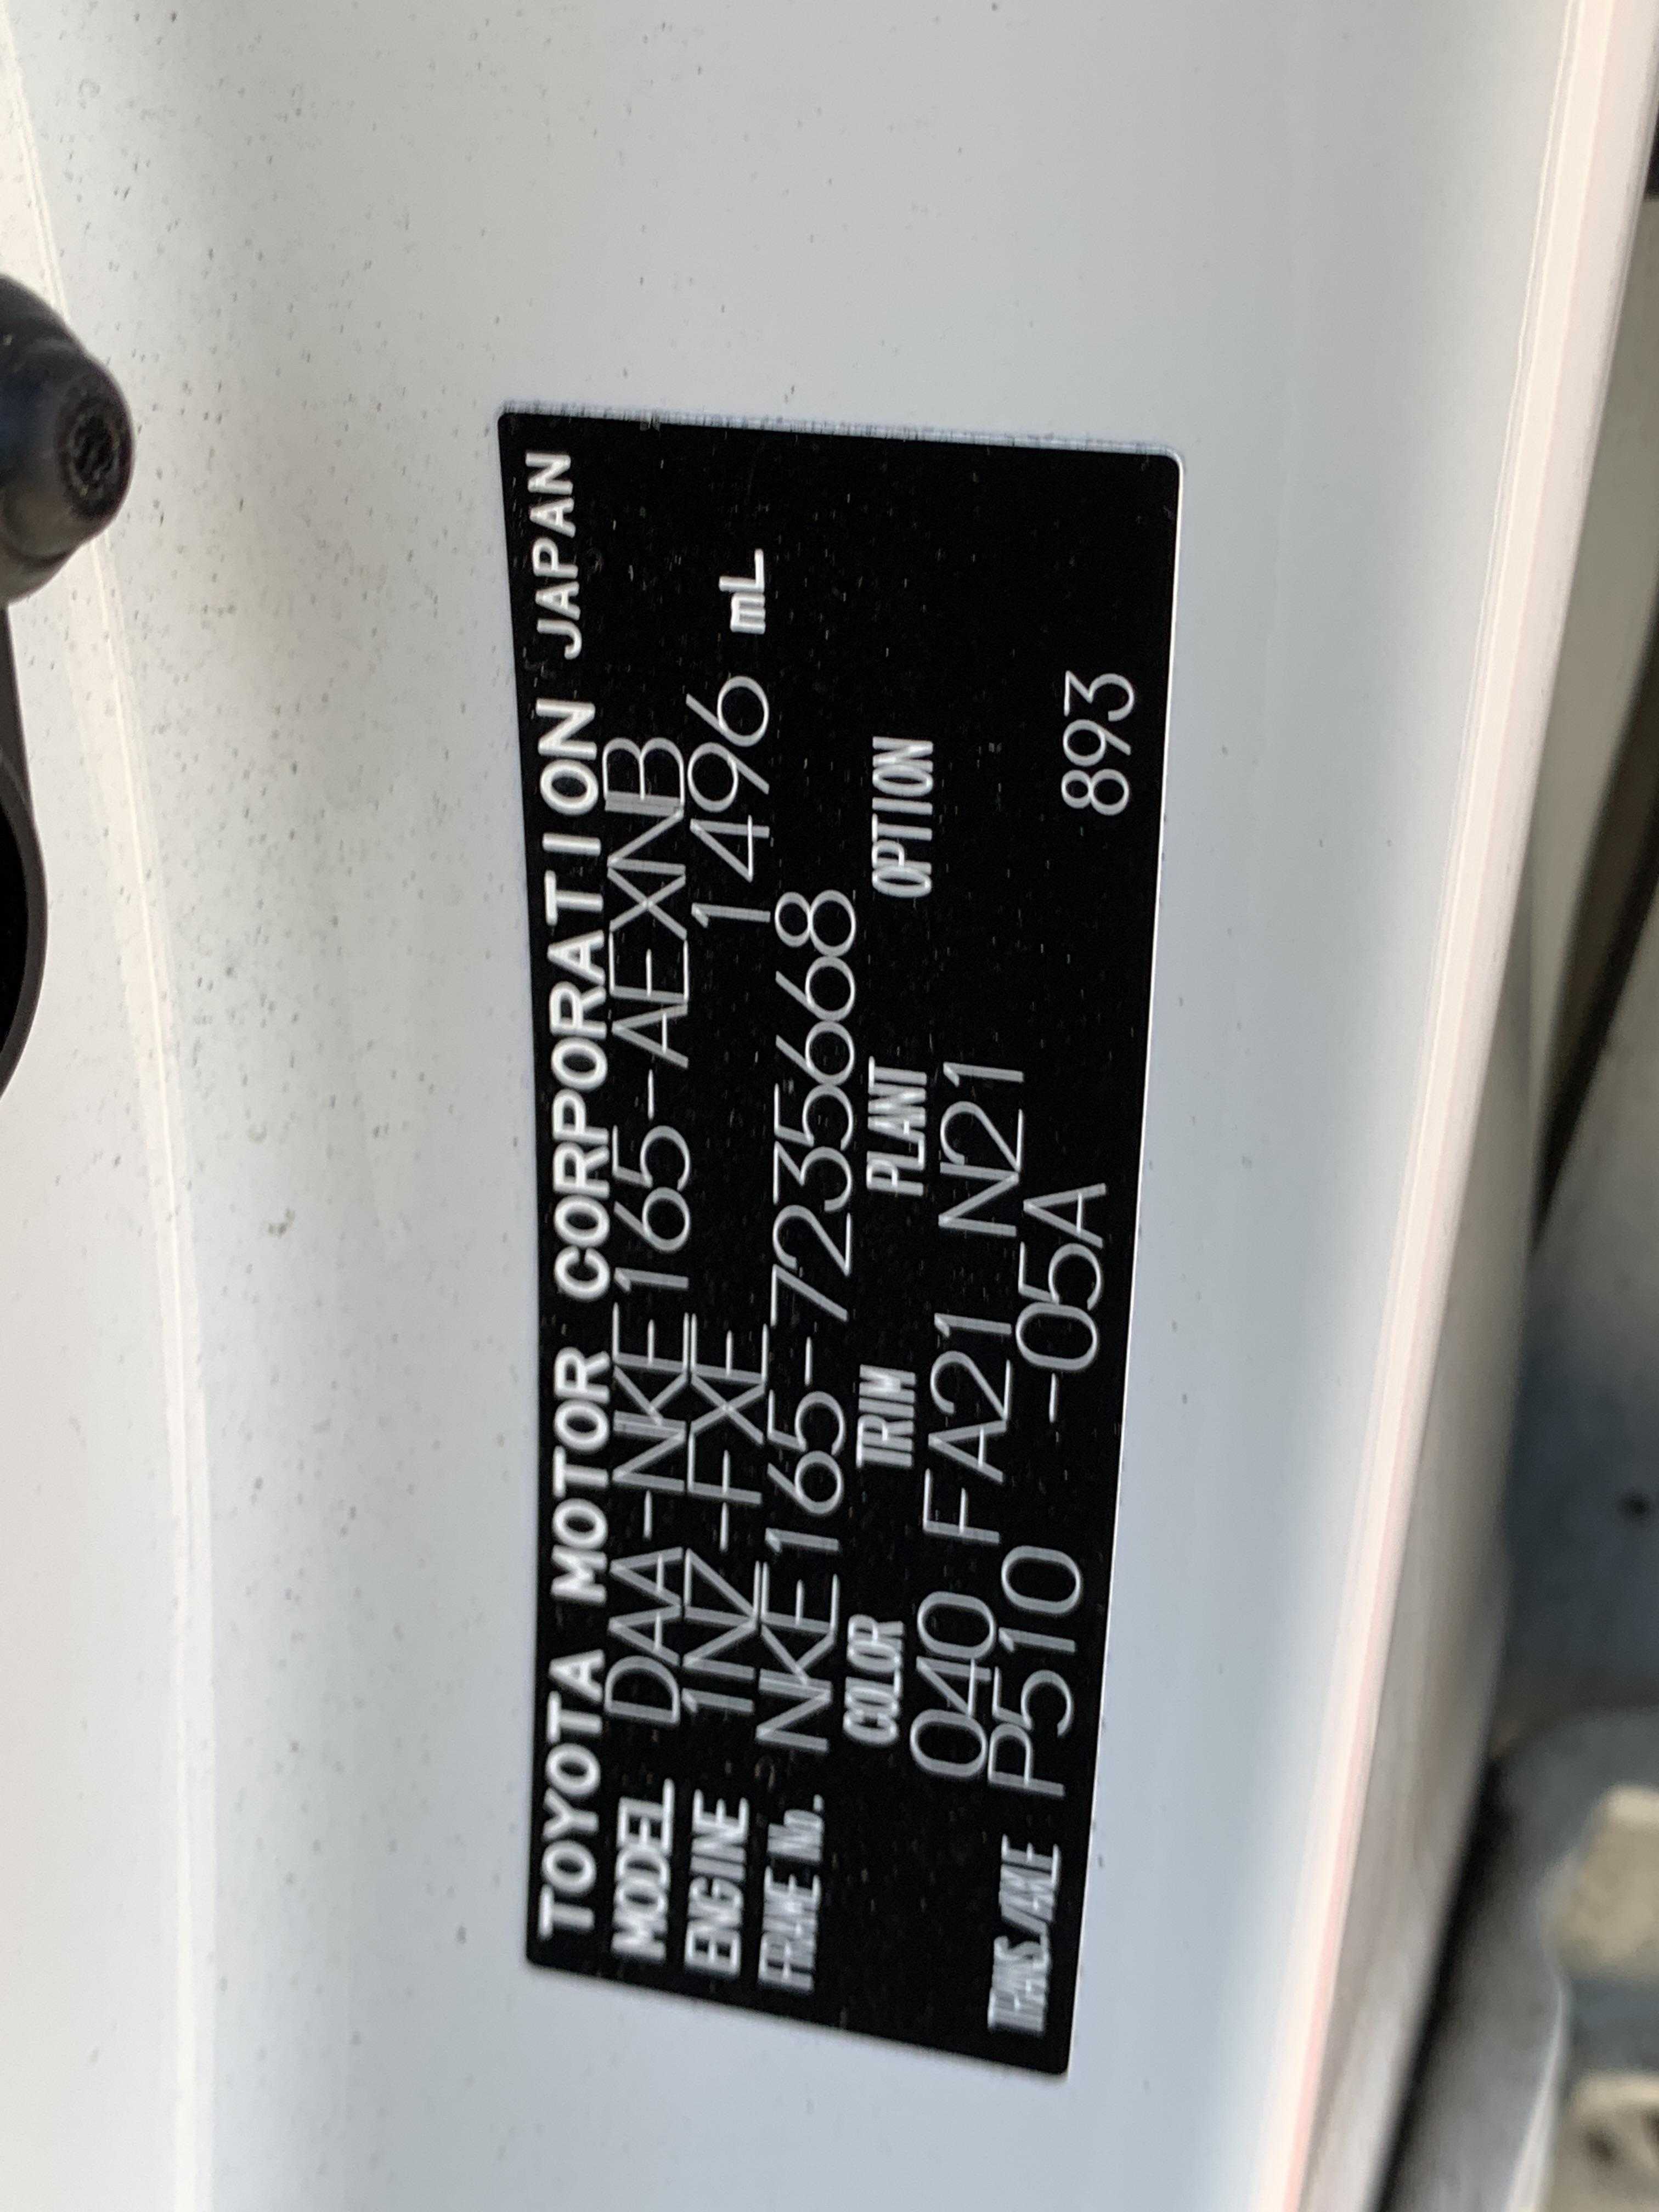 TOYOTA MOTOR CORPORATION JAPAN
MODEL DAA-NKE165-AEXNB
ENGINE 1NZ-FXE 1496 mL
FRAME No. NKE165-7235668
COLOR TRIM PLANT OPTION
040 FA21 N21
TRANS./AXLE P510 -05A 893